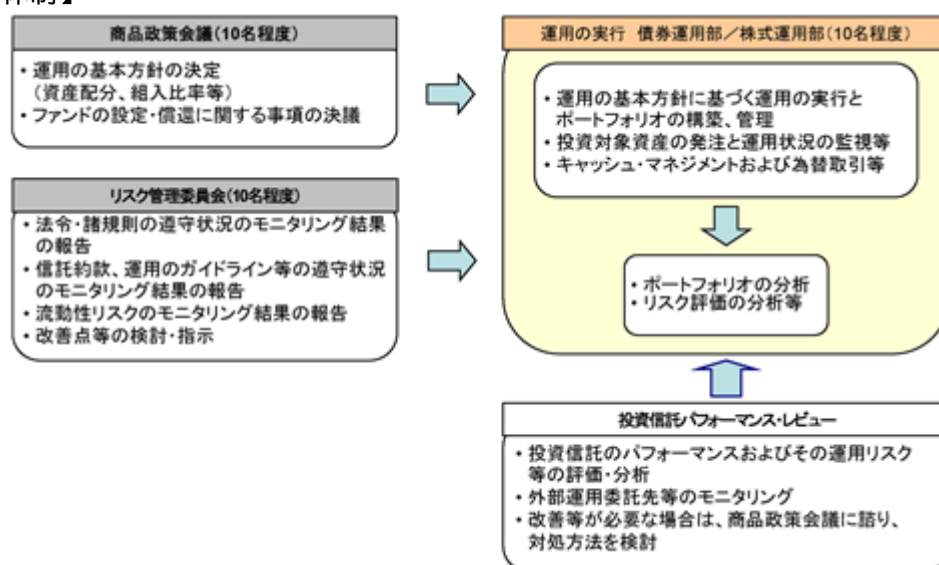 商品政策会議(10名程度)
・運用の基本方針の決定
(資産配分、組入比率等)
・ファンドの設定・償還に関する事項の決議
リスク管理委員会(10名程度)
・法令・諸規則の遵守状況のモニタリング結果
の報告
・信託約款、運用のガイドライン等の遵守状況
のモニタリング結果の報告
・流動性リスクのモニタリング結果の報告
・改善点等の検討・指示
運用の実行 債券運用部/株式運用部(10名程度)
・運用の基本方針に基づく運用の実行と
ポートフォリオの構築、管理
・投資対象資産の発注と運用状況の監視等
・キャッシュ・マネジメントおよび為替取引等
・ポートフォリオの分析
・リスク評価の分析等
投資信託パフォーマンス・レビュー
・投資信託のパフォーマンスおよびその運用リスク
等の評価・分析
・外部運用委託先等のモニタリング
・改善等が必要な場合は、商品政策会議に諮り、
対処方法を検討